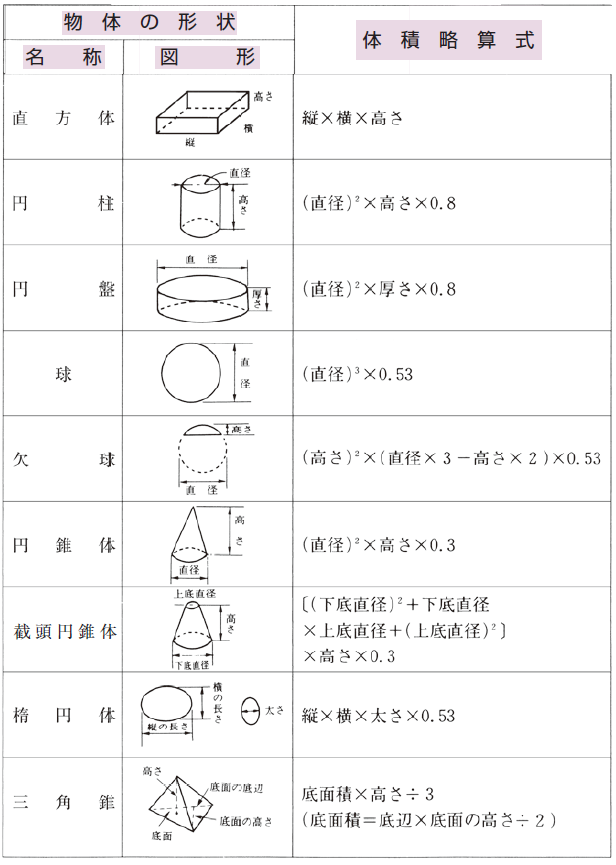 物体の形状
体積略算式
名称 図形
直方体
高さ
横
縦
縦×横×高さ
円柱
直径
高さ
(直径)²×高さ×0.8
円盤
直径
厚さ
(直径)²×厚さ×0.8
球
直径
(直径)³×0.53
欠球
高さ
直径
(高さ)²×(直径×3－高さ×2)×0.53
円錐体
高さ
直径
(直径)²×高さ×0.3
截頭円錐体
上底直径
高さ
下底直径
〔(下底直径)²＋下底直径
×上底直径＋(上底直径)²〕
×高さ×0.3
楕円体
横の長さ
太さ
縦の長さ
縦×横×太さ×0.53
三角錐
高さ
底面の底辺
底面の高さ
底面
底面積×高さ÷3
(底面積＝底辺×底面の高さ÷2)